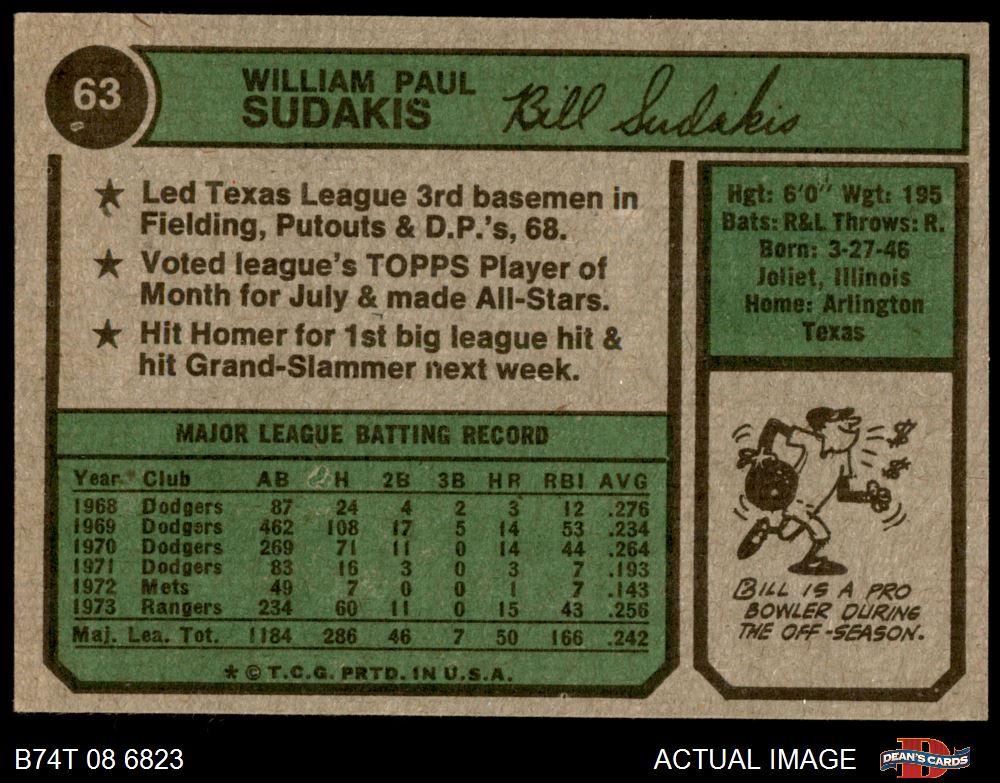 63
WILLIAM PAUL
SUDAKIS
Bill Sudakis
★ Led Texas League 3rd basemen in
Fielding, Putouts & D.P.'s, 68.
★ Voted league's TOPPS Player of
Month for July & made All-Stars.
★ Hit Homer for 1st big league hit &
hit Grand-Slammer next week.
Hgt: 6'0" Wgt: 195
Bats: R&L Throws: R.
Born: 3-27-46
Joliet, Illinois
Home: Arlington
Texas
MAJOR LEAGUE BATTING RECORD
Year Club AB H 2B 3B HR RBI AVG
1968 Dodgers 87 24 4 2 3 12 .276
1969 Dodgers 462 108 17 5 14 53 .234
1970 Dodgers 269 71 11 0 14 44 .264
1971 Dodgers 83 16 3 0 3 7 .193
1972 Mets 49 7 0 0 1 7 .143
1973 Rangers 234 60 11 0 15 43 .256
Maj. Lea. Tot. 1184 286 46 7 50 166 .242
* © T.C.G. PRTD. IN U.S.A.
$
$
BILL IS A PRO
BOWLER DURING
THE OFF-SEASON.
B74T 08 6823
ACTUAL IMAGE
D
DEAN'S CARDS